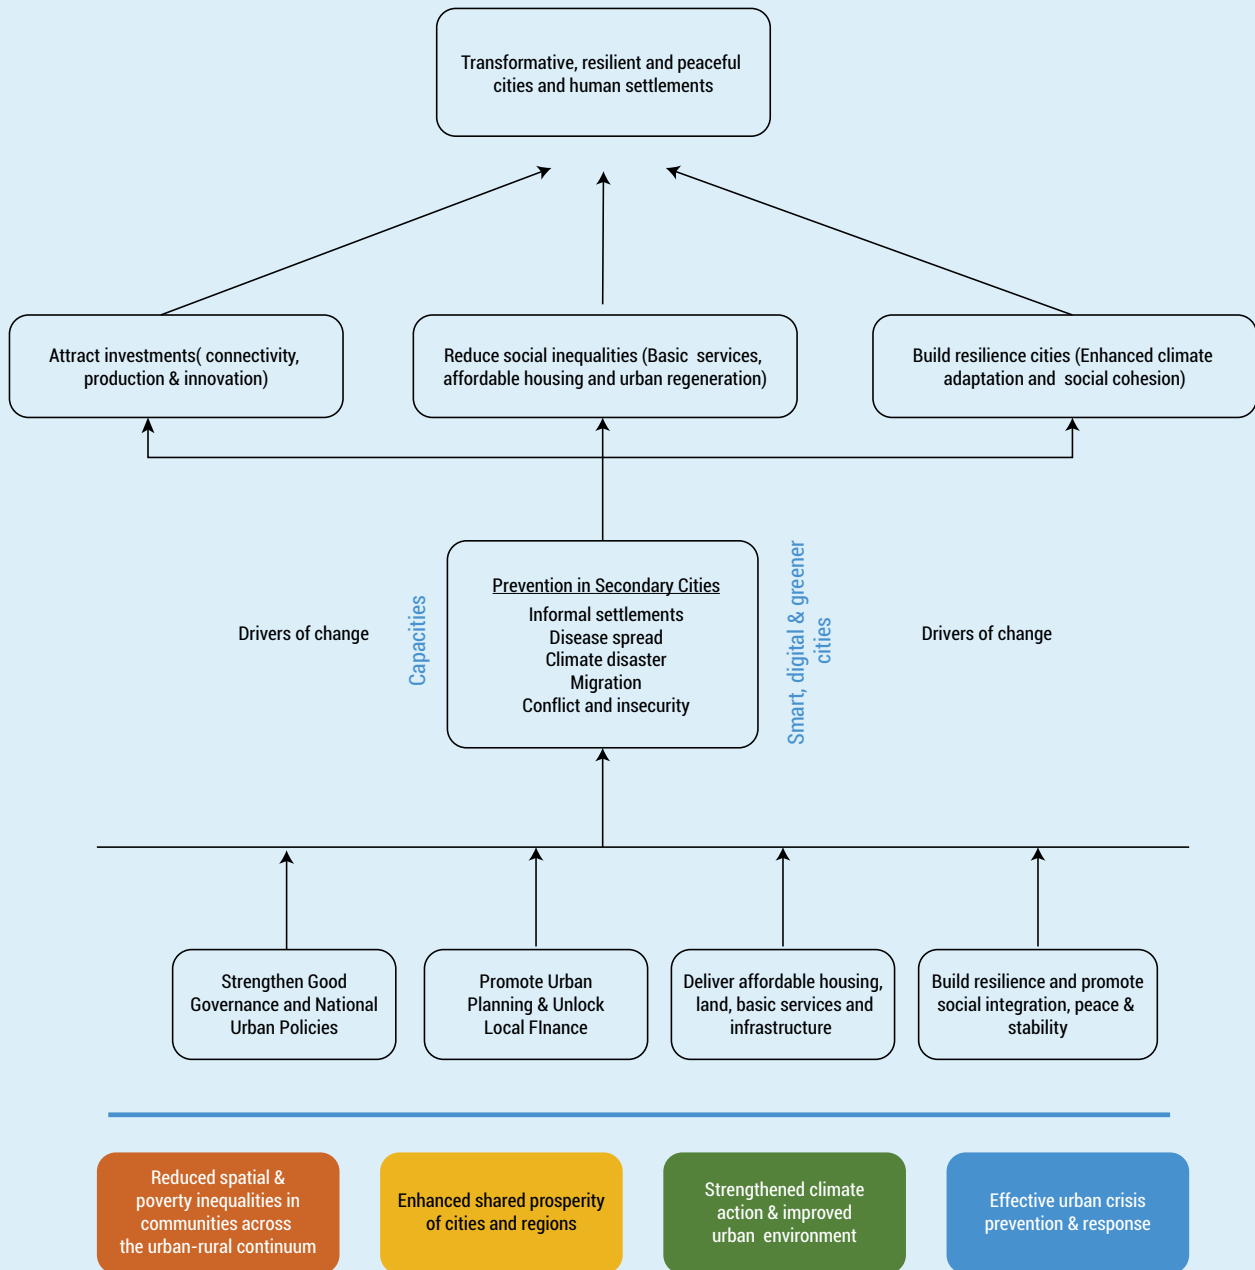 Transformative, resilient and peaceful
cities and human settlements
Attract investments( connectivity,
production & innovation)
Reduce social inequalities (Basic services,
affordable housing and urban regeneration)
Build resilience cities (Enhanced climate
adaptation and social cohesion)
Drivers of change
Capacities
Prevention in Secondary Cities
Informal settlements
Disease spread
Climate disaster
Migration
Conflict and insecurity
Smart, digital & greener
cities
Drivers of change
Strengthen Good
Governance and National
Urban Policies
Promote Urban
Planning & Unlock
Local FInance
Deliver affordable housing,
land, basic services and
infrastructure
Build resilience and promote
social integration, peace &
stability
Reduced spatial &
poverty inequalities in
communities across
the urban-rural continuum
Enhanced shared prosperity
of cities and regions
Strengthened climate
action & improved
urban environment
Effective urban crisis
prevention & response